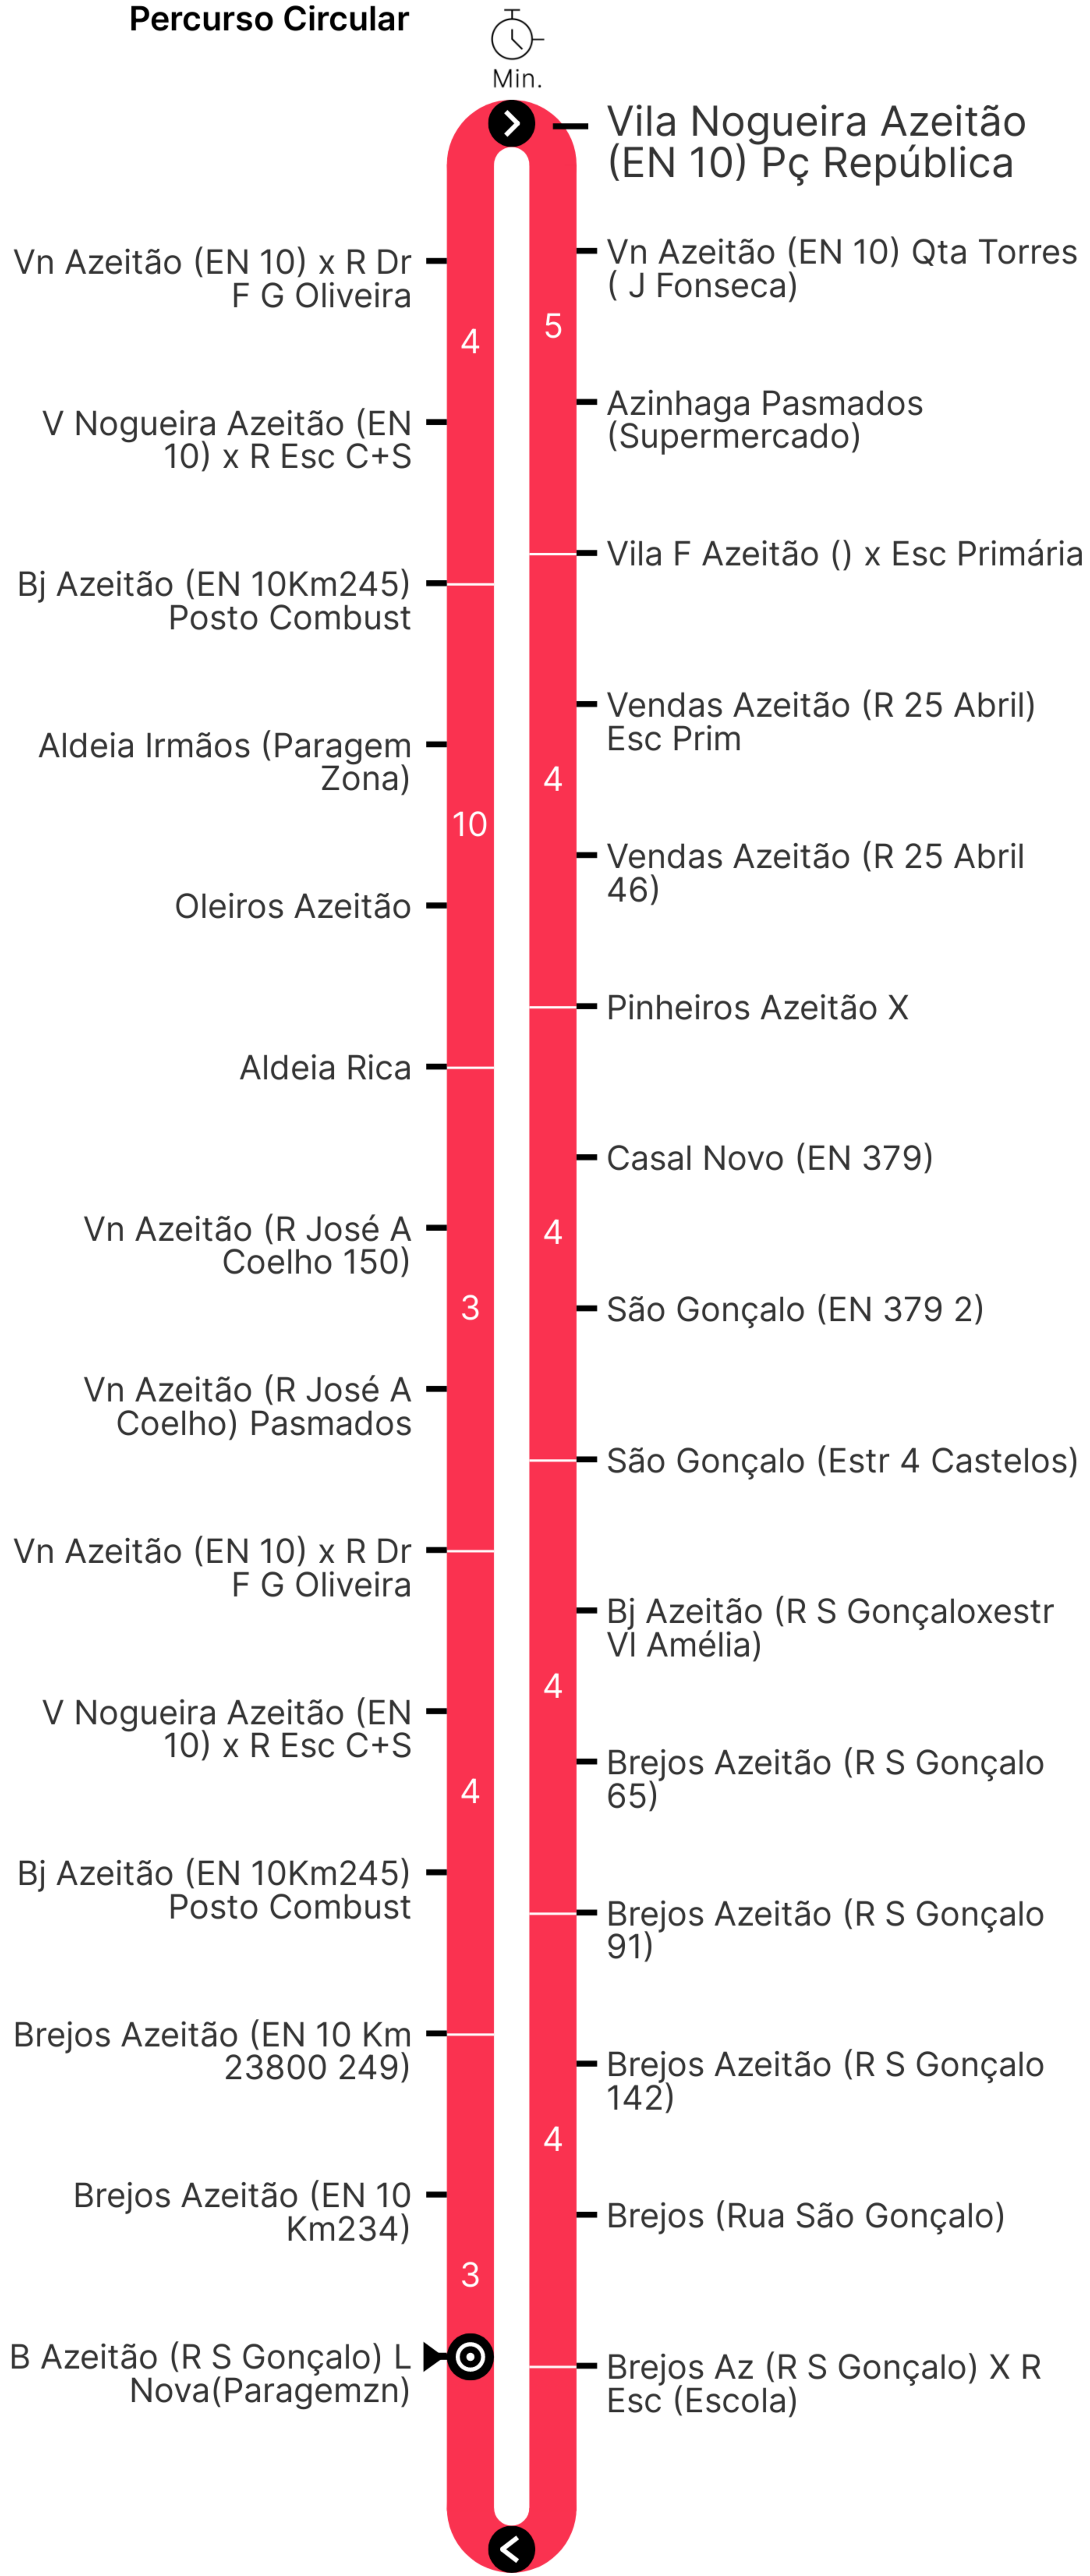 Percurso Circular
Min.
Vila Nogueira Azeitão
(EN 10) Pç República
Vn Azeitão (EN 10) Qta Torres
( J Fonseca)
5
Azinhaga Pasmados
(Supermercado)
Vila F Azeitão () x Esc Primária
Vendas Azeitão (R 25 Abril)
Esc Prim
4
Vendas Azeitão (R 25 Abril
46)
Pinheiros Azeitão X
Casal Novo (EN 379)
4
São Gonçalo (EN 379 2)
São Gonçalo (Estr 4 Castelos)
Bj Azeitão (R S Gonçaloxestr
Vl Amélia)
4
Brejos Azeitão (R S Gonçalo
65)
Brejos Azeitão (R S Gonçalo
91)
Brejos Azeitão (R S Gonçalo
142)
4
Brejos (Rua São Gonçalo)
Brejos Az (R S Gonçalo) X R
Esc (Escola)
Vn Azeitão (EN 10) x R Dr
F G Oliveira
4
V Nogueira Azeitão (EN
10) x R Esc C+S
Bj Azeitão (EN 10Km245)
Posto Combust
Aldeia Irmãos (Paragem
Zona)
10
Oleiros Azeitão
Aldeia Rica
Vn Azeitão (R José A
Coelho 150)
3
Vn Azeitão (R José A
Coelho) Pasmados
Vn Azeitão (EN 10) x R Dr
F G Oliveira
V Nogueira Azeitão (EN
10) x R Esc C+S
4
Bj Azeitão (EN 10Km245)
Posto Combust
Brejos Azeitão (EN 10 Km
23800 249)
Brejos Azeitão (EN 10
Km234)
3
B Azeitão (R S Gonçalo) L
Nova(Paragemzn)